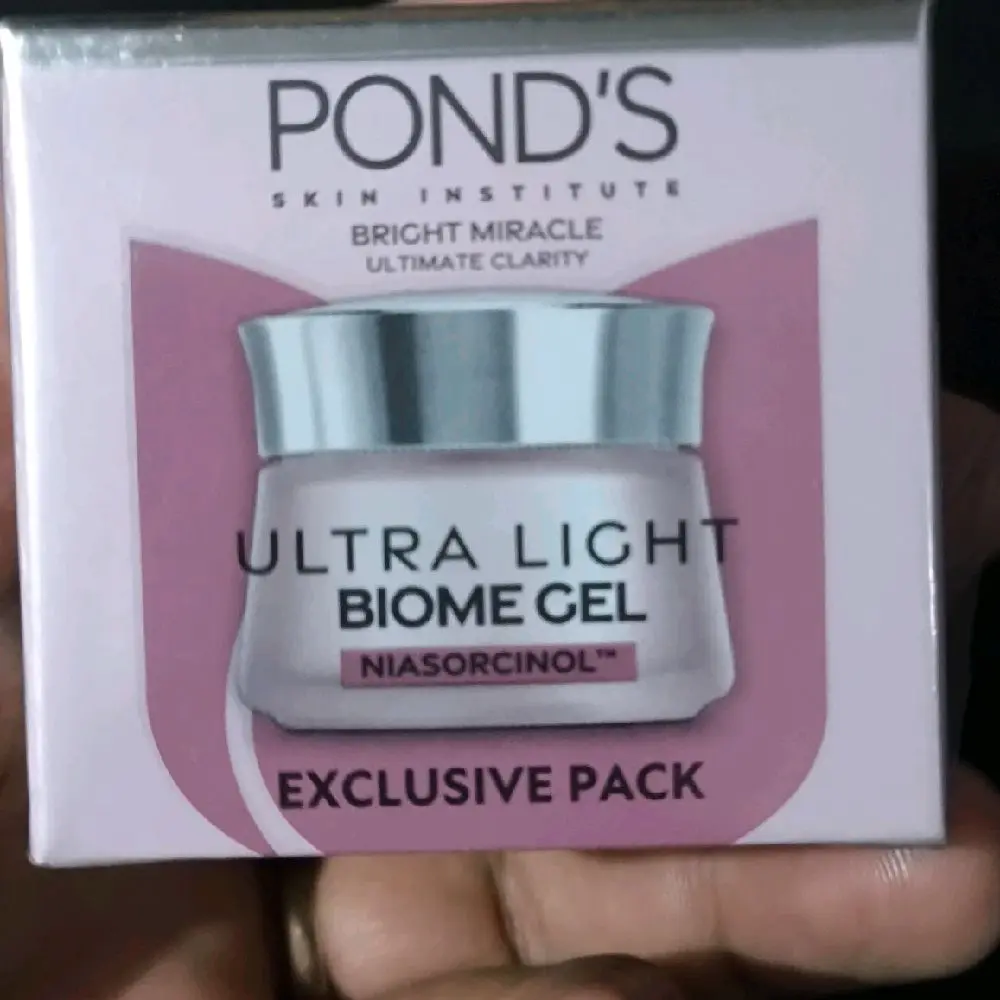 POND'S
SKIN INSTITUTE
BRIGHT MIRACLE
ULTIMATE CLARITY
ULTRA LIGHT
BIOME GEL
NIASORCINOL™
EXCLUSIVE PACK